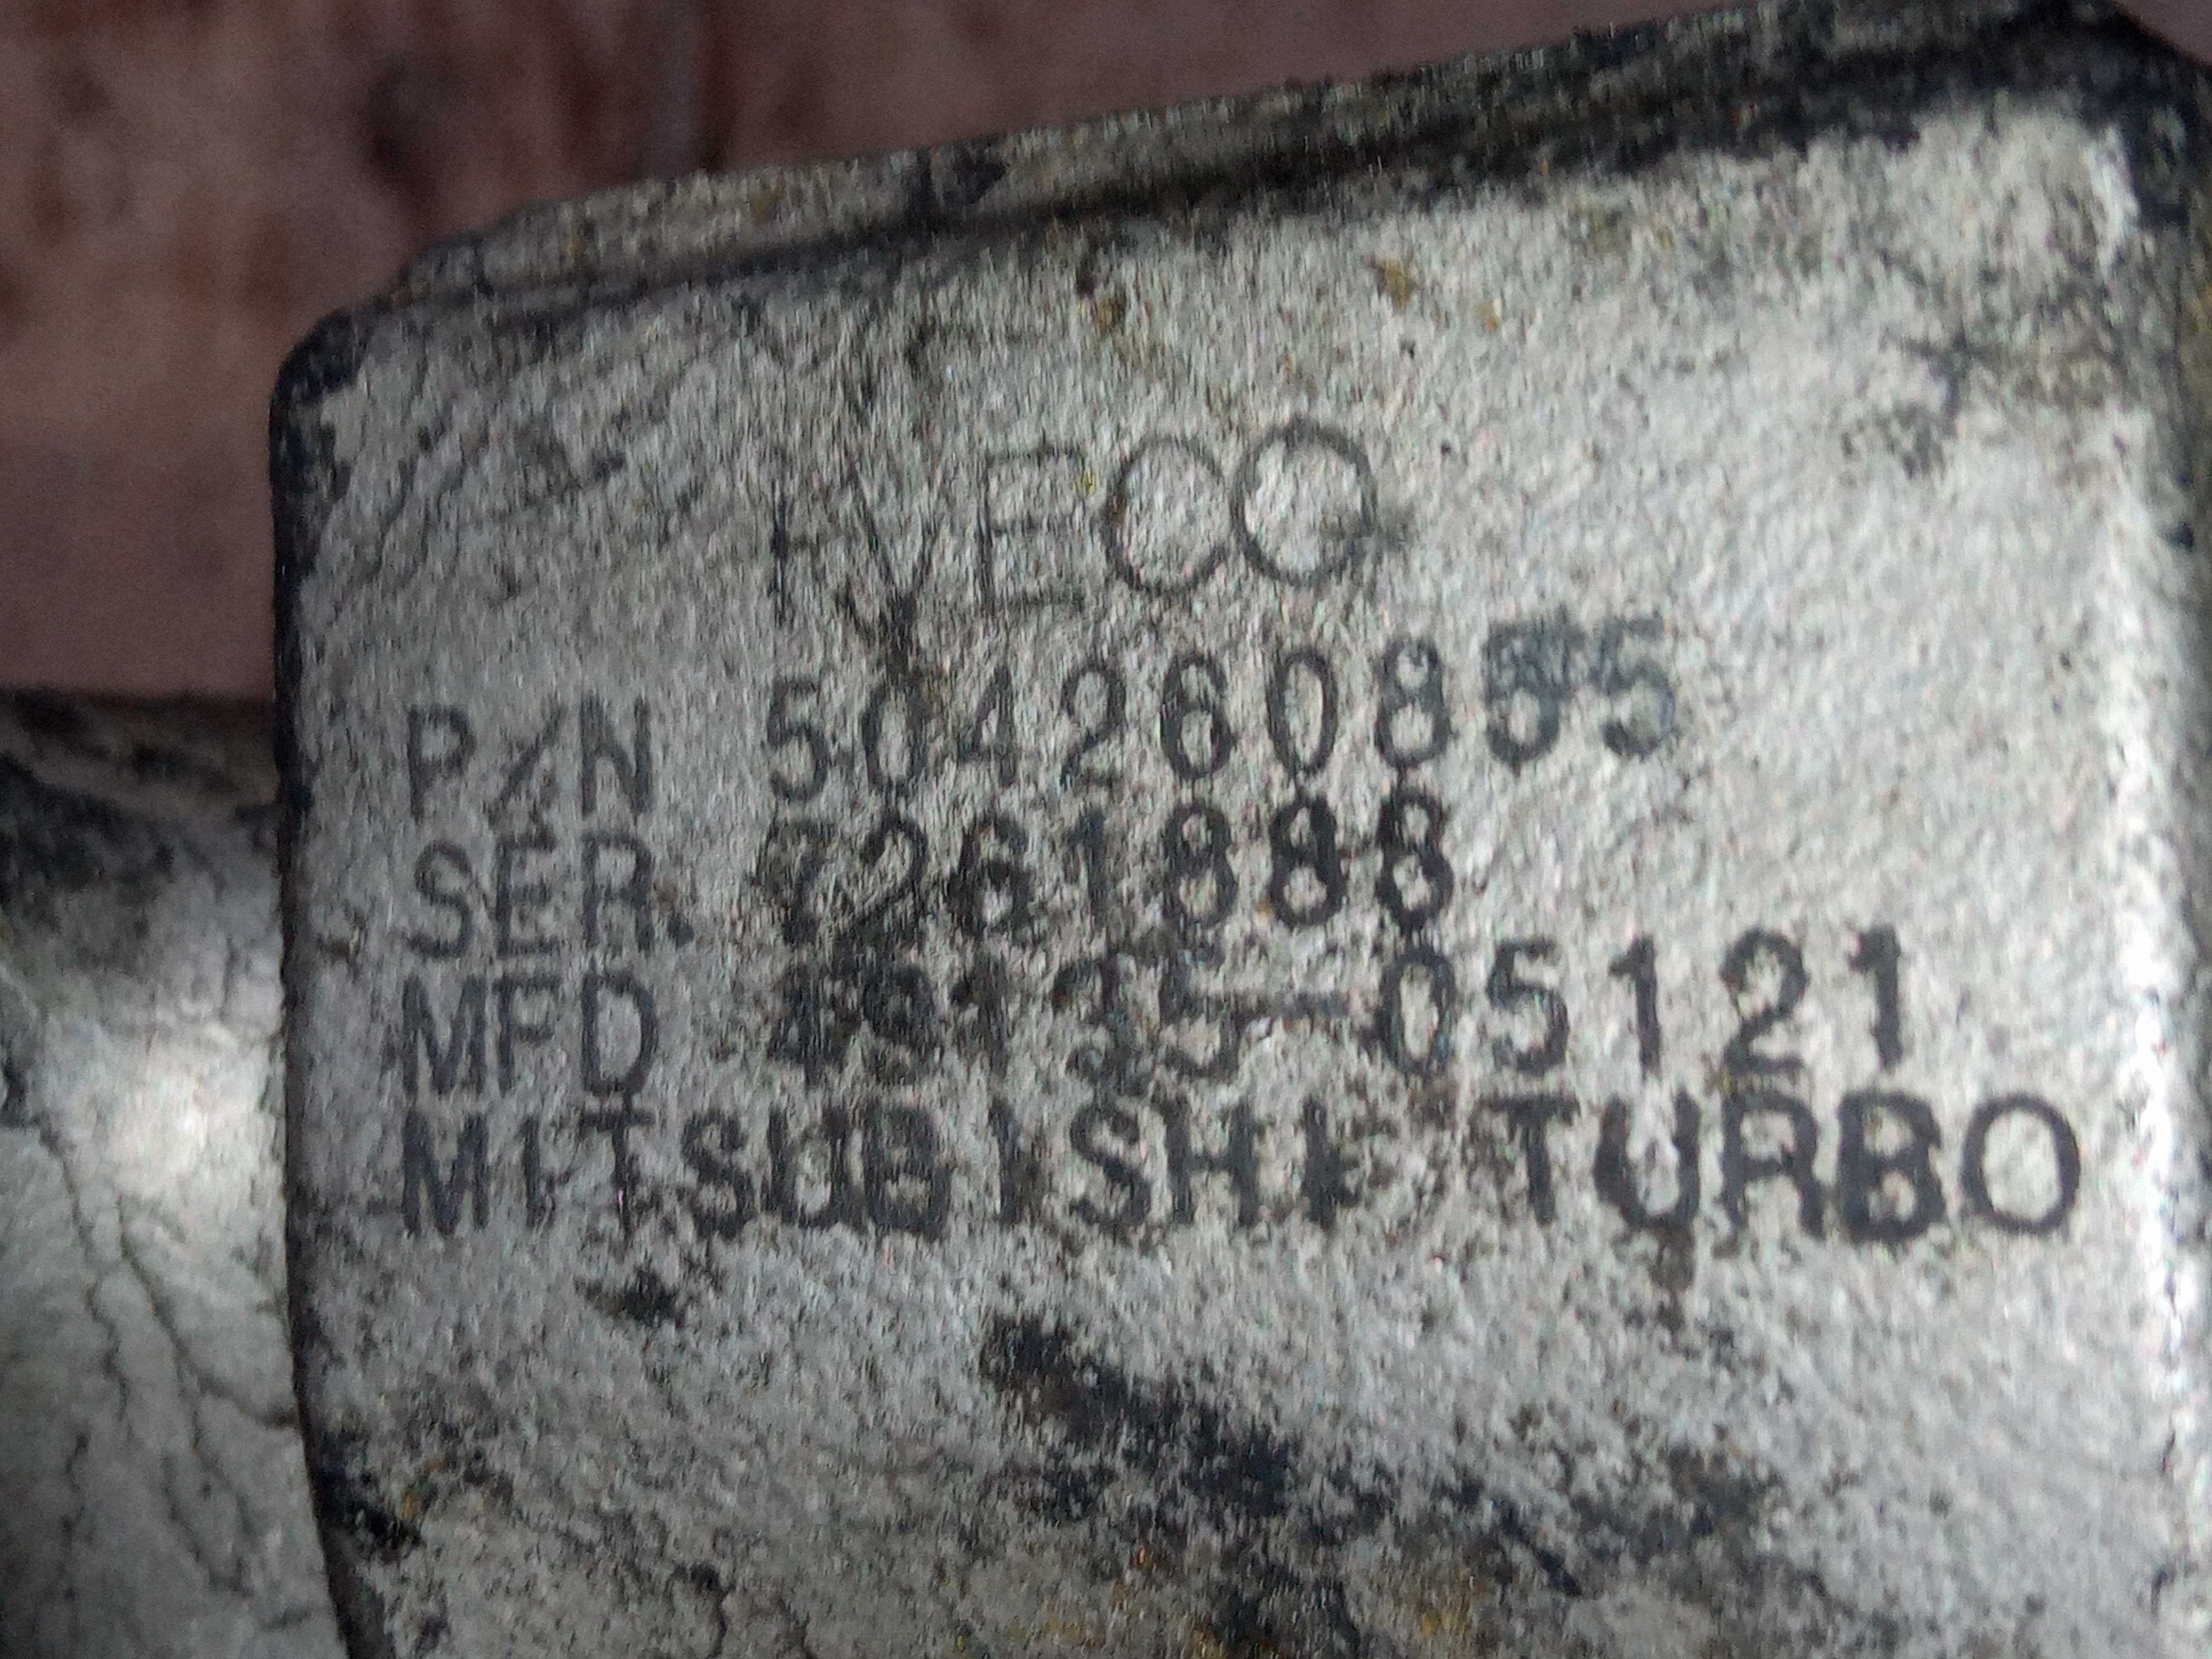 IVECO
P/N 504260855
SER. 7261888
MFD 49135-05121
MITSUBISHI TURBO